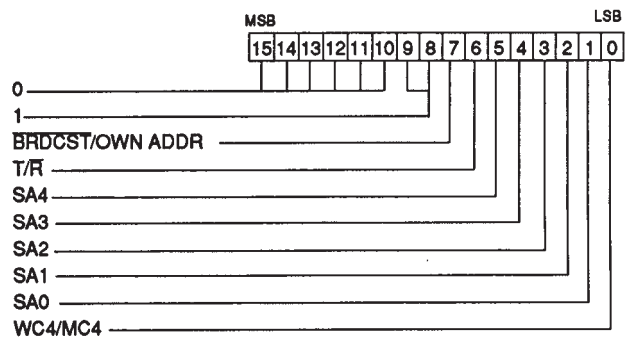 MSB LSB
15 14 13 12 11 10 9 8 7 6 5 4 3 2 1 0
0
1
B̅R̅D̅C̅S̅T̅/OWN ADDR
T/R̅
SA4
SA3
SA2
SA1
SA0
WC4/MC4